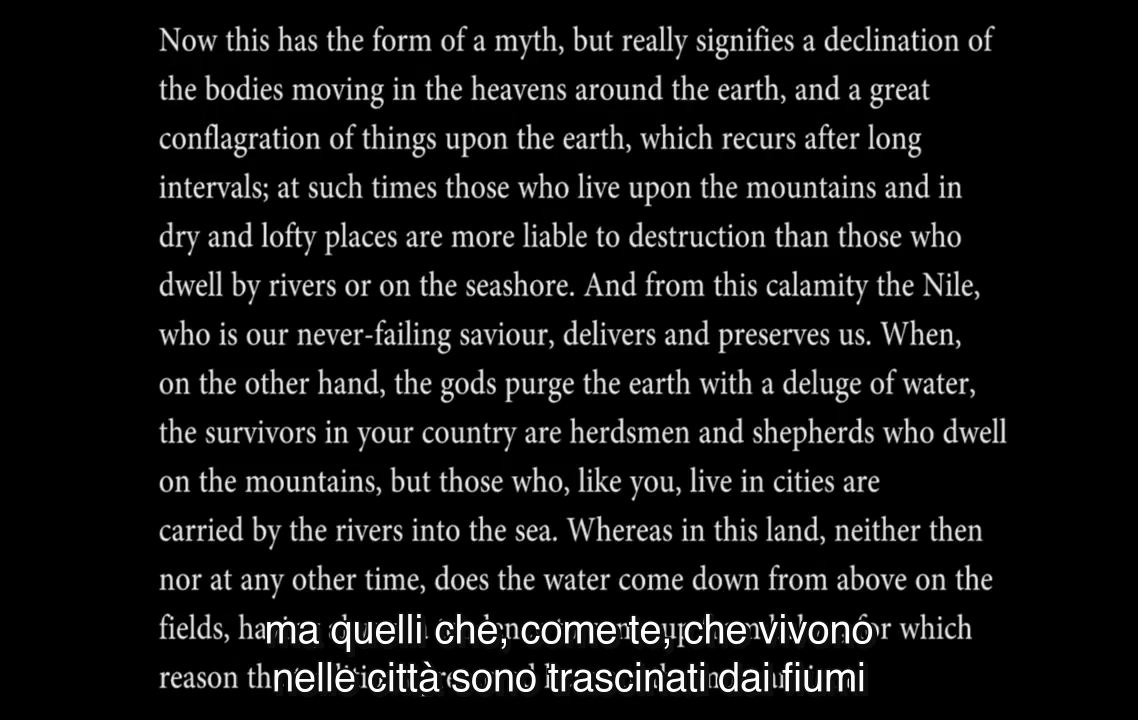 Now this has the form of a myth, but really signifies a declination of
the bodies moving in the heavens around the earth, and a great
conflagration of things upon the earth, which recurs after long
intervals; at such times those who live upon the mountains and in
dry and lofty places are more liable to destruction than those who
dwell by rivers or on the seashore. And from this calamity the Nile,
who is our never-failing saviour, delivers and preserves us. When,
on the other hand, the gods purge the earth with a deluge of water,
the survivors in your country are herdsmen and shepherds who dwell
on the mountains, but those who, like you, live in cities are
carried by the rivers into the sea. Whereas in this land, neither then
nor at any other time, does the water come down from above on the
fields, which
reason
ma quelli che, come te, che vivono
nelle città sono trascinati dai fiumi